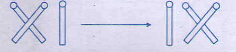 XI → IX